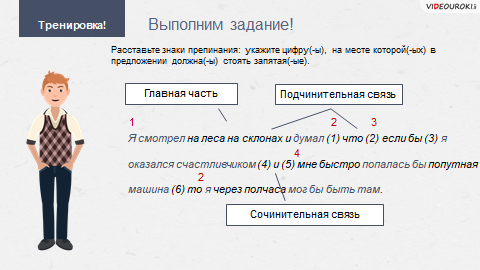 Тренировка!
Выполним задание!
VIDEOUROKI.NET
Расставьте знаки препинания: укажите цифру(-ы), на месте которой(-ых) в
предложении должна(-ы) стоять запятая(-ые).
Главная часть
Подчинительная связь
1 2 3
Я смотрел на леса на склонах и думал (1) что (2) если бы (3) я
4
оказался счастливчиком (4) и (5) мне быстро попалась бы попутная
2
машина (6) то я через полчаса мог бы быть там.
Сочинительная связь